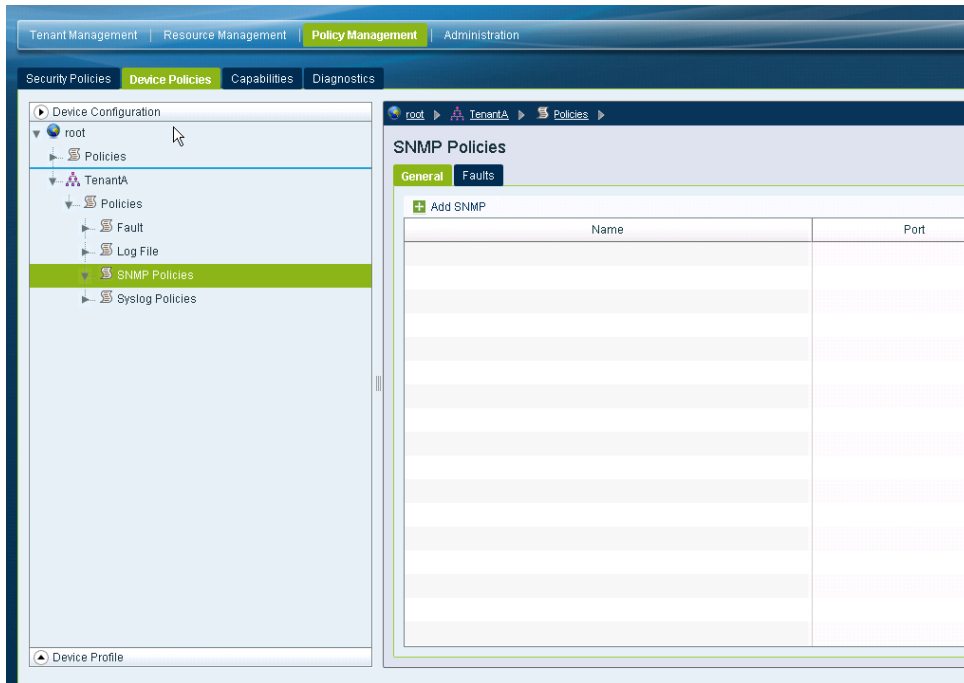 Tenant Management | Resource Management | Policy Management | Administration
Security Policies Device Policies Capabilities Diagnostics
Device Configuration
root
Policies
TenantA
Policies
Fault
Log File
SNMP Policies
Syslog Policies
Device Profile
root TenantA Policies
SNMP Policies
General Faults
Add SNMP
Name Port